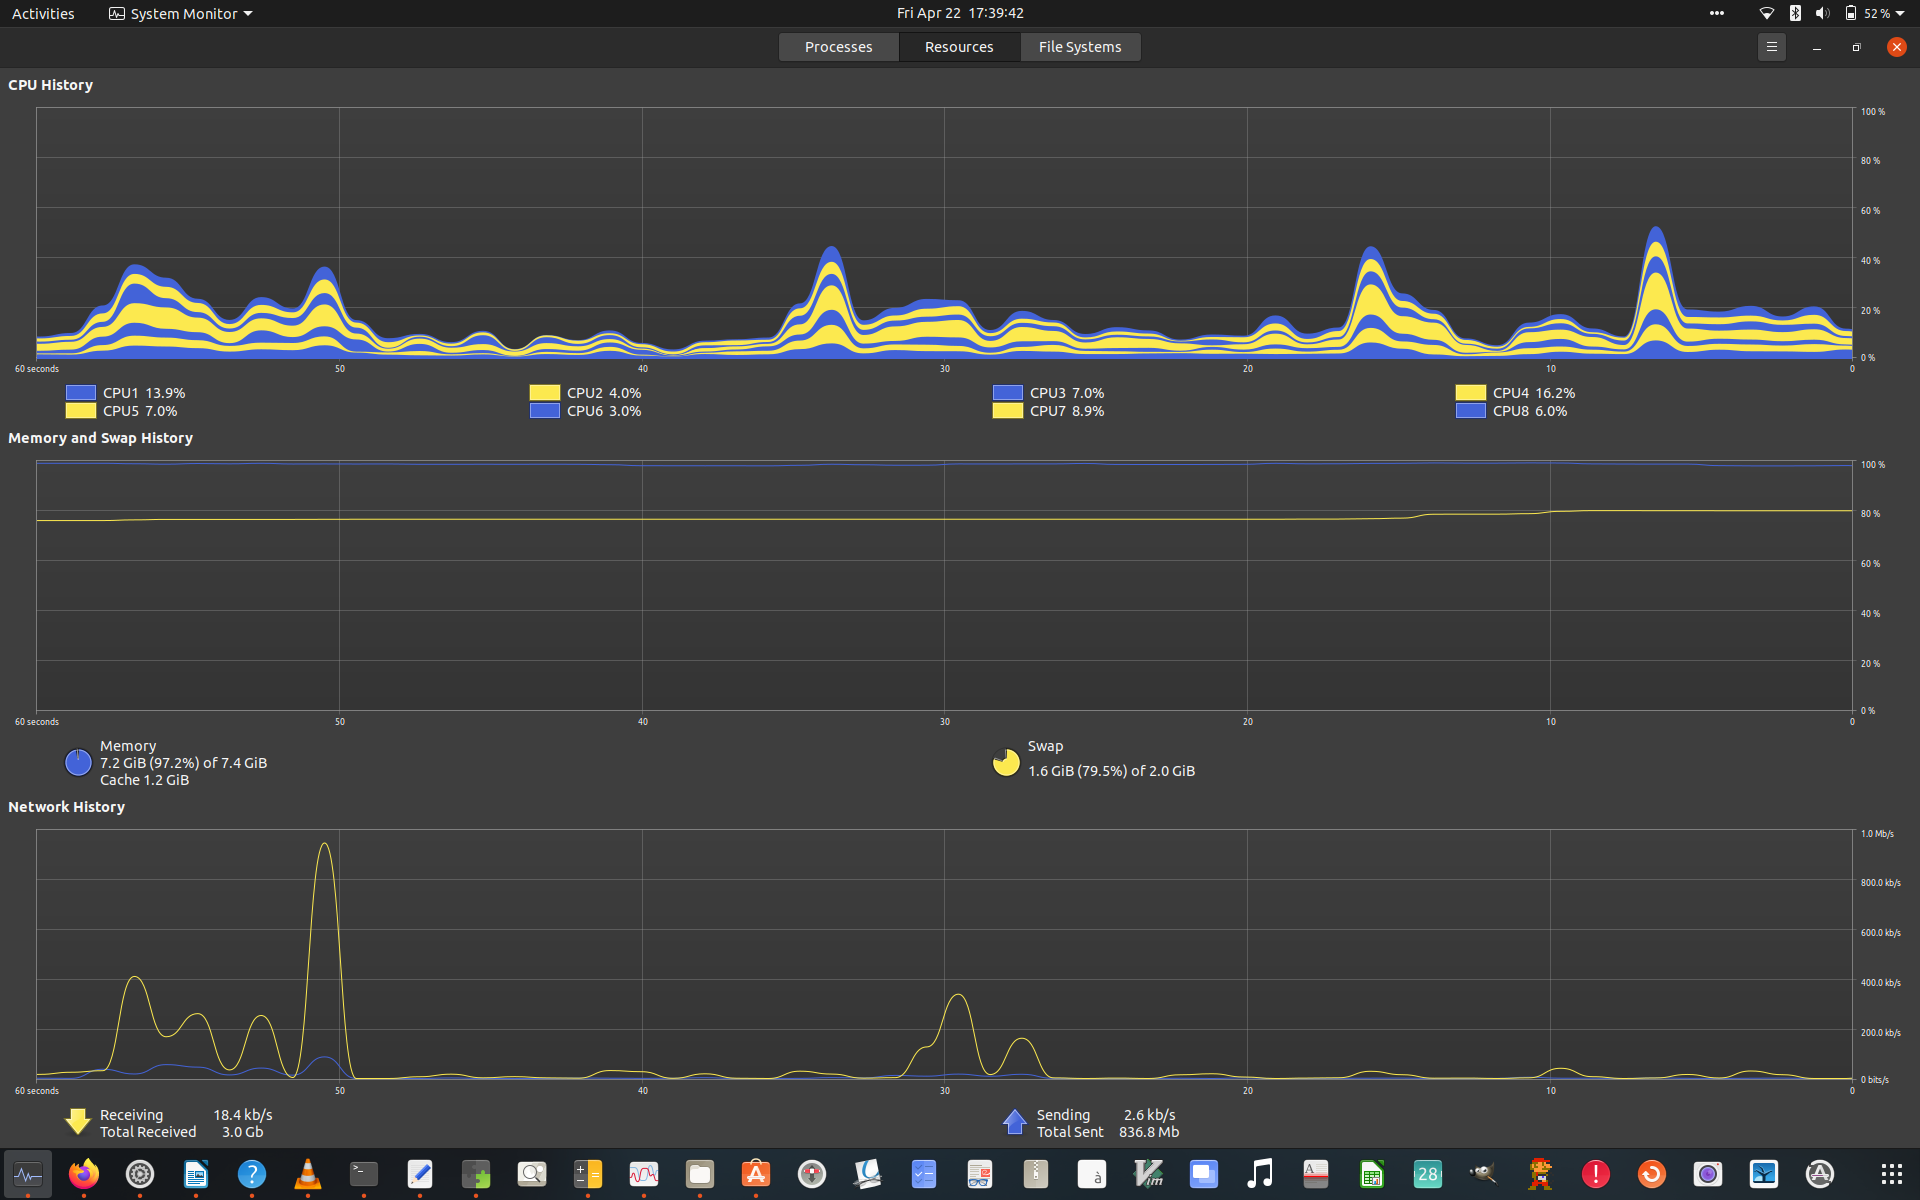 Activities System Monitor Fri Apr 22 17:39:42 52 %
Processes Resources File Systems
CPU History
100 %
80 %
60 %
40 %
20 %
0 %
60 seconds 50 40 30 20 10 0
CPU1 13.9% CPU2 4.0% CPU3 7.0% CPU4 16.2%
CPU5 7.0% CPU6 3.0% CPU7 8.9% CPU8 6.0%
Memory and Swap History
100 %
80 %
60 %
40 %
20 %
0 %
60 seconds 50 40 30 20 10 0
Memory
7.2 GiB (97.2%) of 7.4 GiB
Cache 1.2 GiB
Swap
1.6 GiB (79.5%) of 2.0 GiB
Network History
1.0 Mb/s
800.0 kb/s
600.0 kb/s
400.0 kb/s
200.0 kb/s
0 bits/s
60 seconds 50 40 30 20 10 0
Receiving 18.4 kb/s
Total Received 3.0 Gb
Sending 2.6 kb/s
Total Sent 836.8 Mb
? >_ A à Vim A 28 ! A